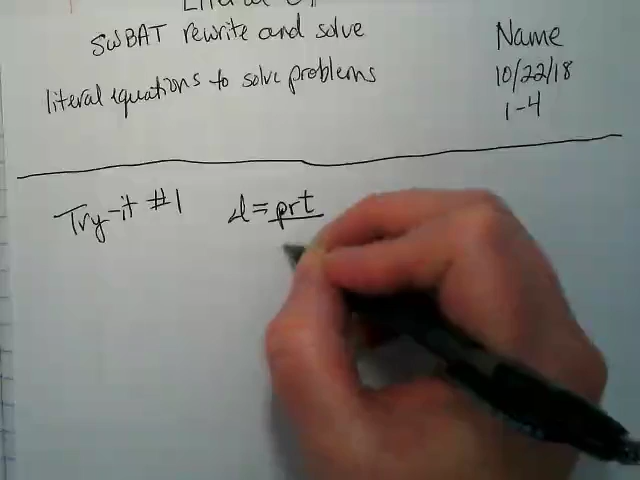 SWBAT rewrite and solve
literal equations to solve problems
Name
10/22/18
1-4
Try-it #1
d = prt